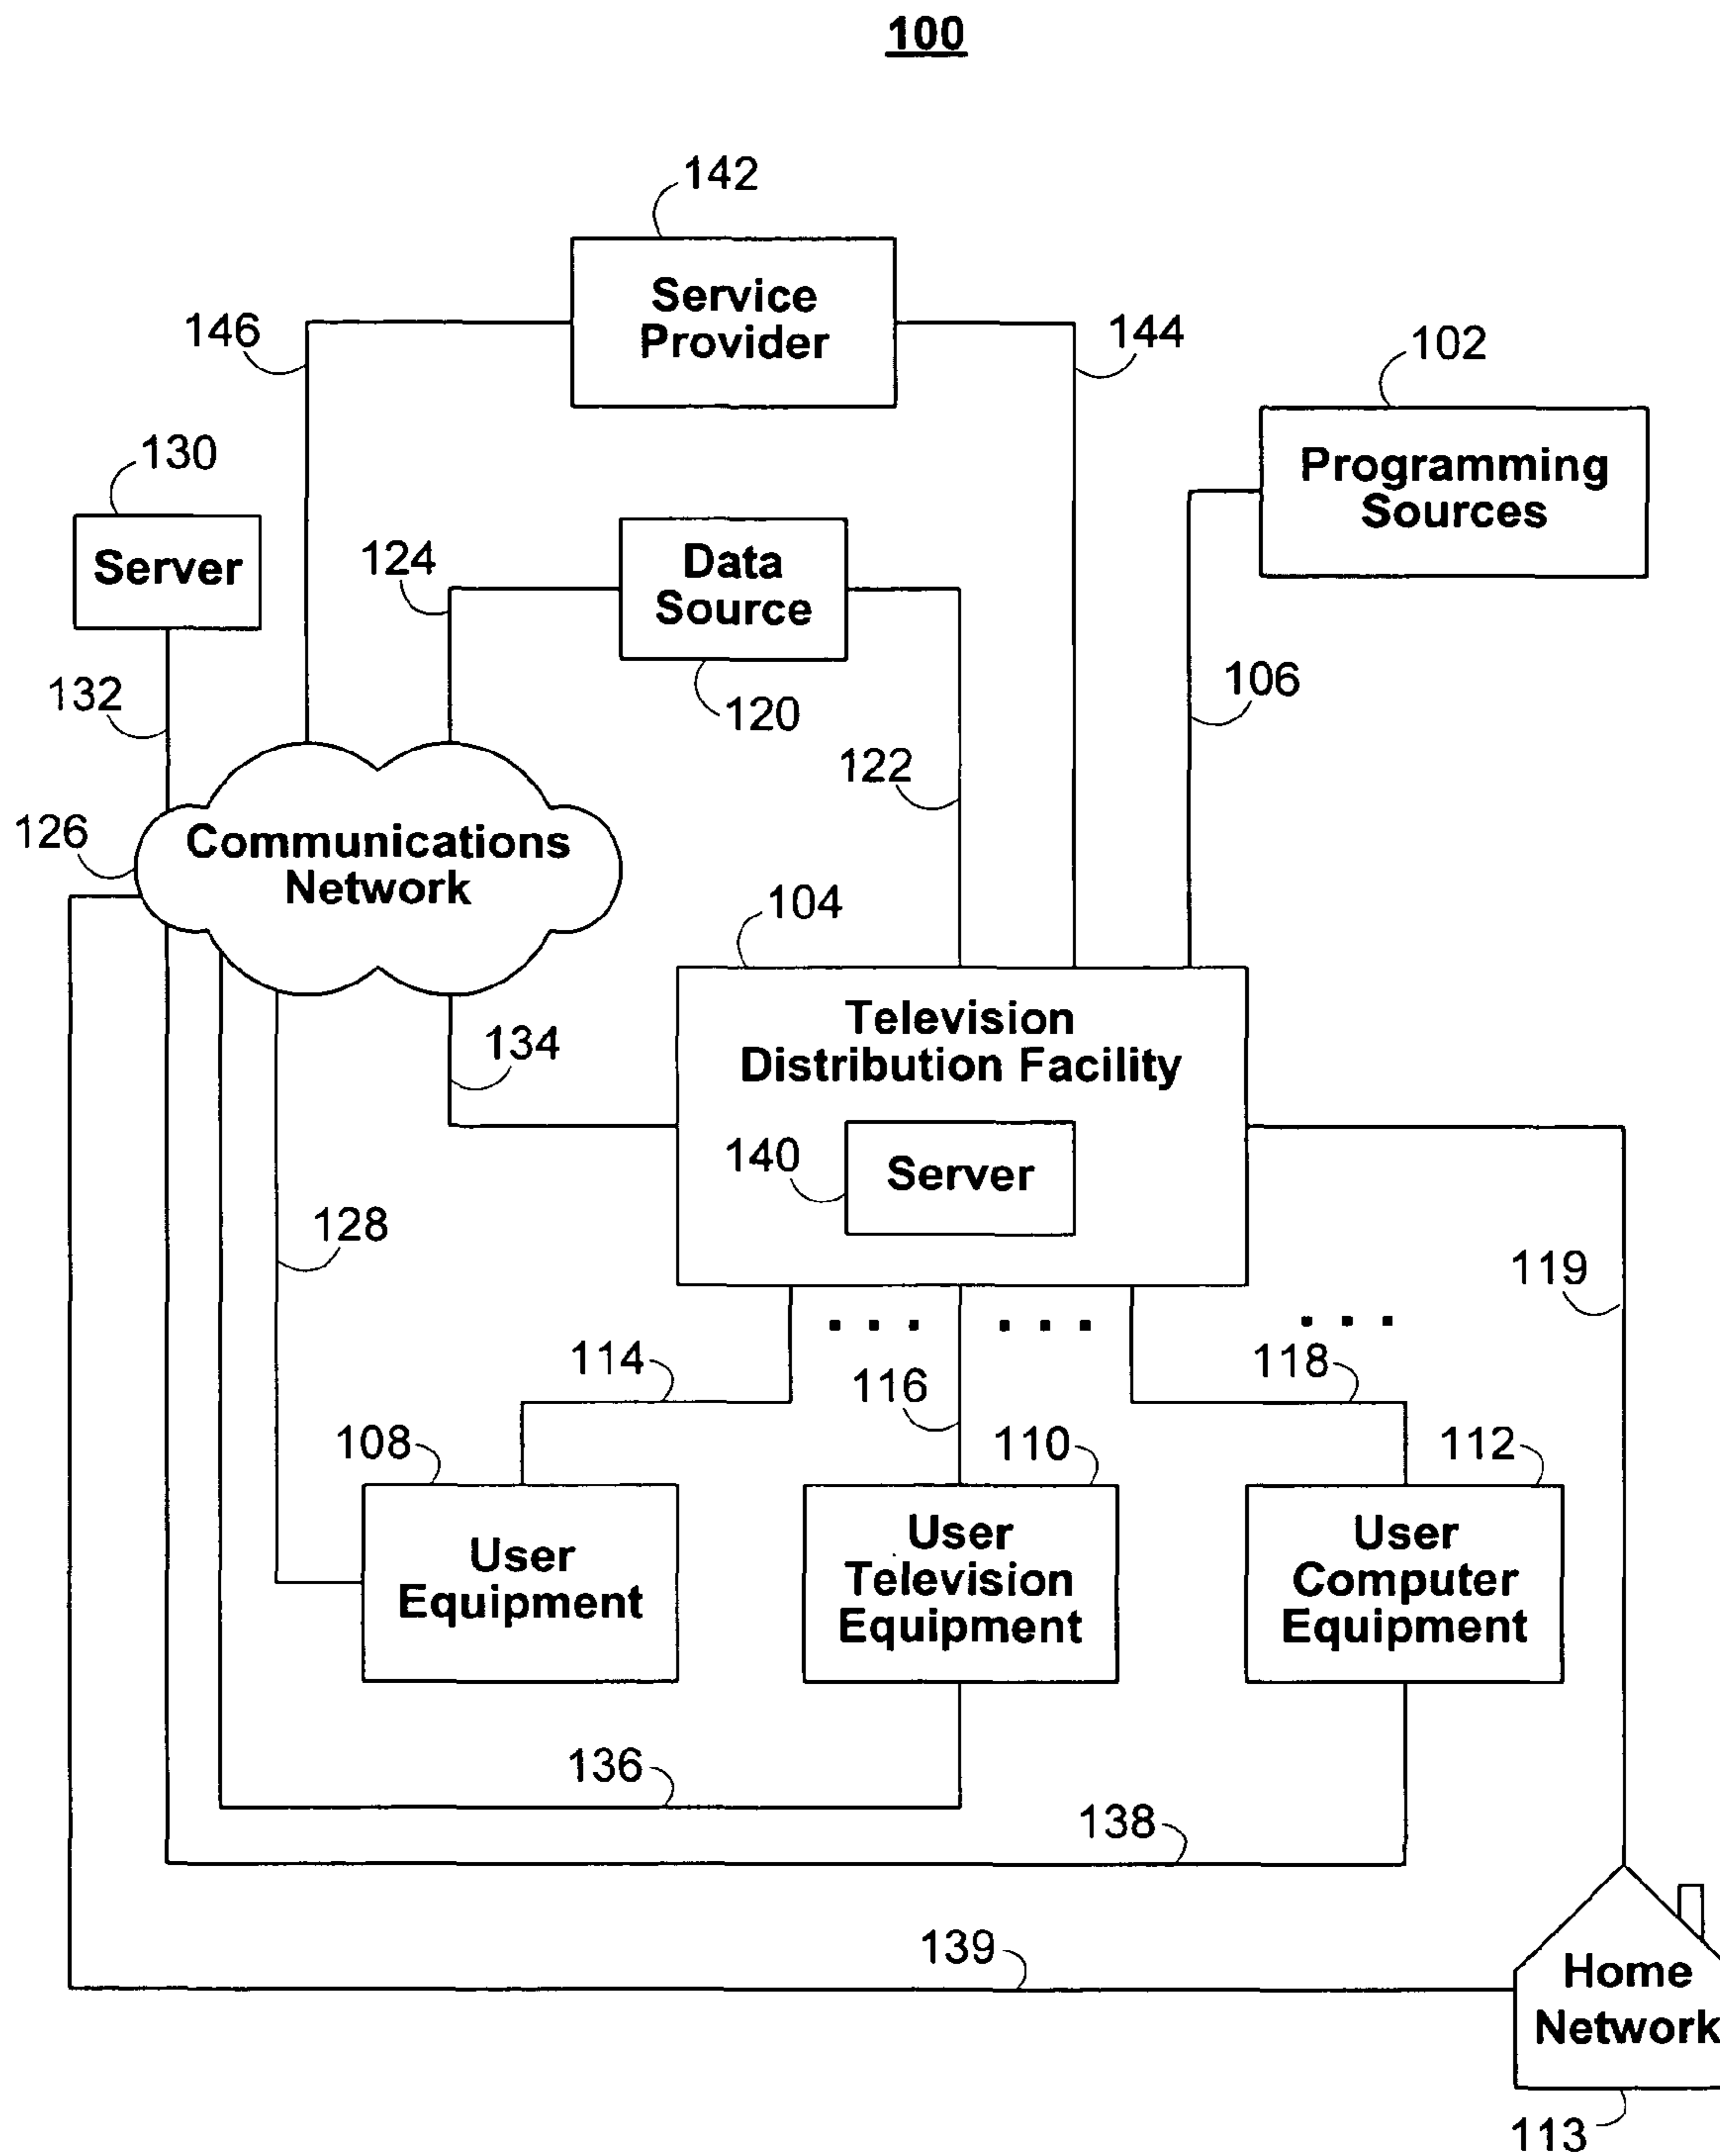 100
142
Service
Provider
146
144
102
Programming
Sources
130
Server
124
Data
Source
132
120
106
122
126
Communications
Network
104
134
Television
Distribution Facility
140
Server
128
119
. . .
. . .
. . .
114
116
118
108
110
112
User
Equipment
User
Television
Equipment
User
Computer
Equipment
136
138
139
Home
Network
113